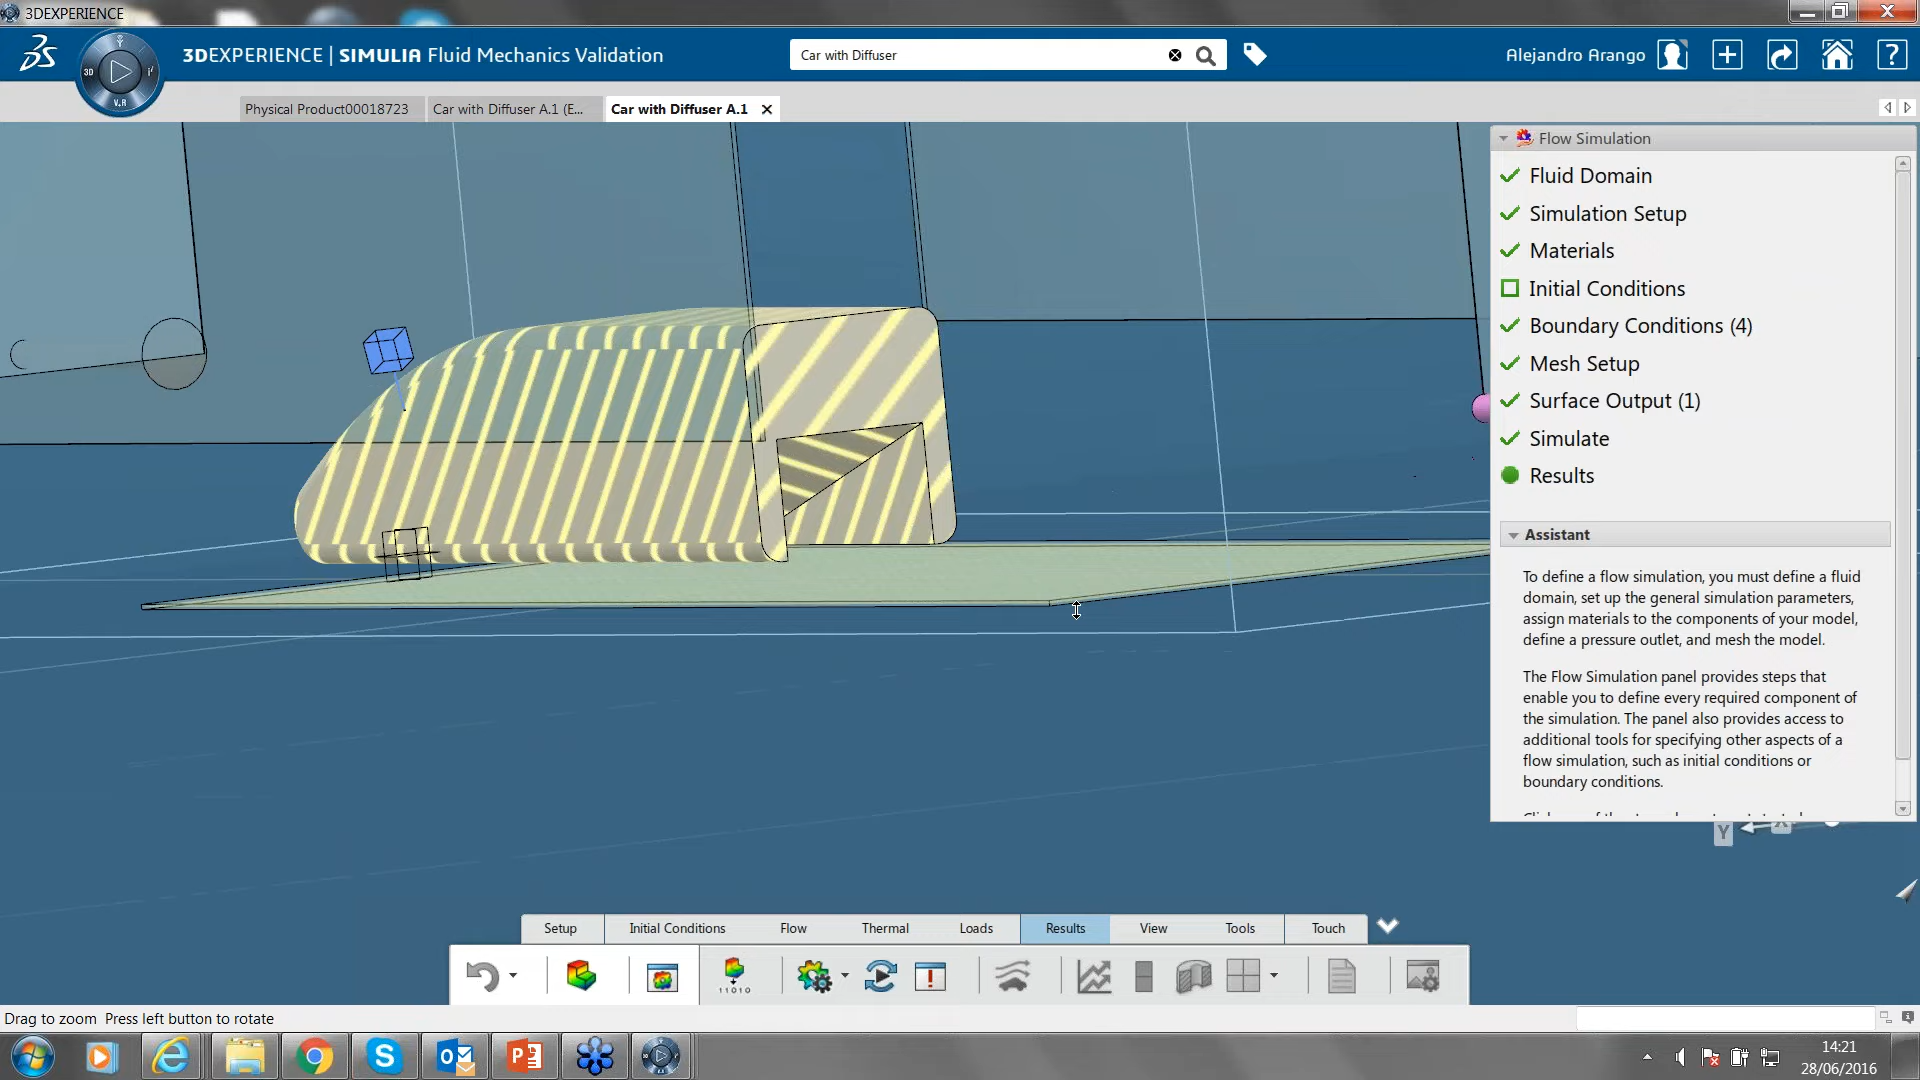 3DEXPERIENCE
3DEXPERIENCE | SIMULIA Fluid Mechanics Validation
Car with Diffuser
Alejandro Arango
3D
V.R
Physical Product00018723
Car with Diffuser A.1 (E...
Car with Diffuser A.1
Flow Simulation
Fluid Domain
Simulation Setup
Materials
Initial Conditions
Boundary Conditions (4)
Mesh Setup
Surface Output (1)
Simulate
Results
Assistant
To define a flow simulation, you must define a fluid
domain, set up the general simulation parameters,
assign materials to the components of your model,
define a pressure outlet, and mesh the model.
The Flow Simulation panel provides steps that
enable you to define every required component of
the simulation. The panel also provides access to
additional tools for specifying other aspects of a
flow simulation, such as initial conditions or
boundary conditions.
Y
X
Setup
Initial Conditions
Flow
Thermal
Loads
Results
View
Tools
Touch
11010
Drag to zoom Press left button to rotate
14:21
28/06/2016